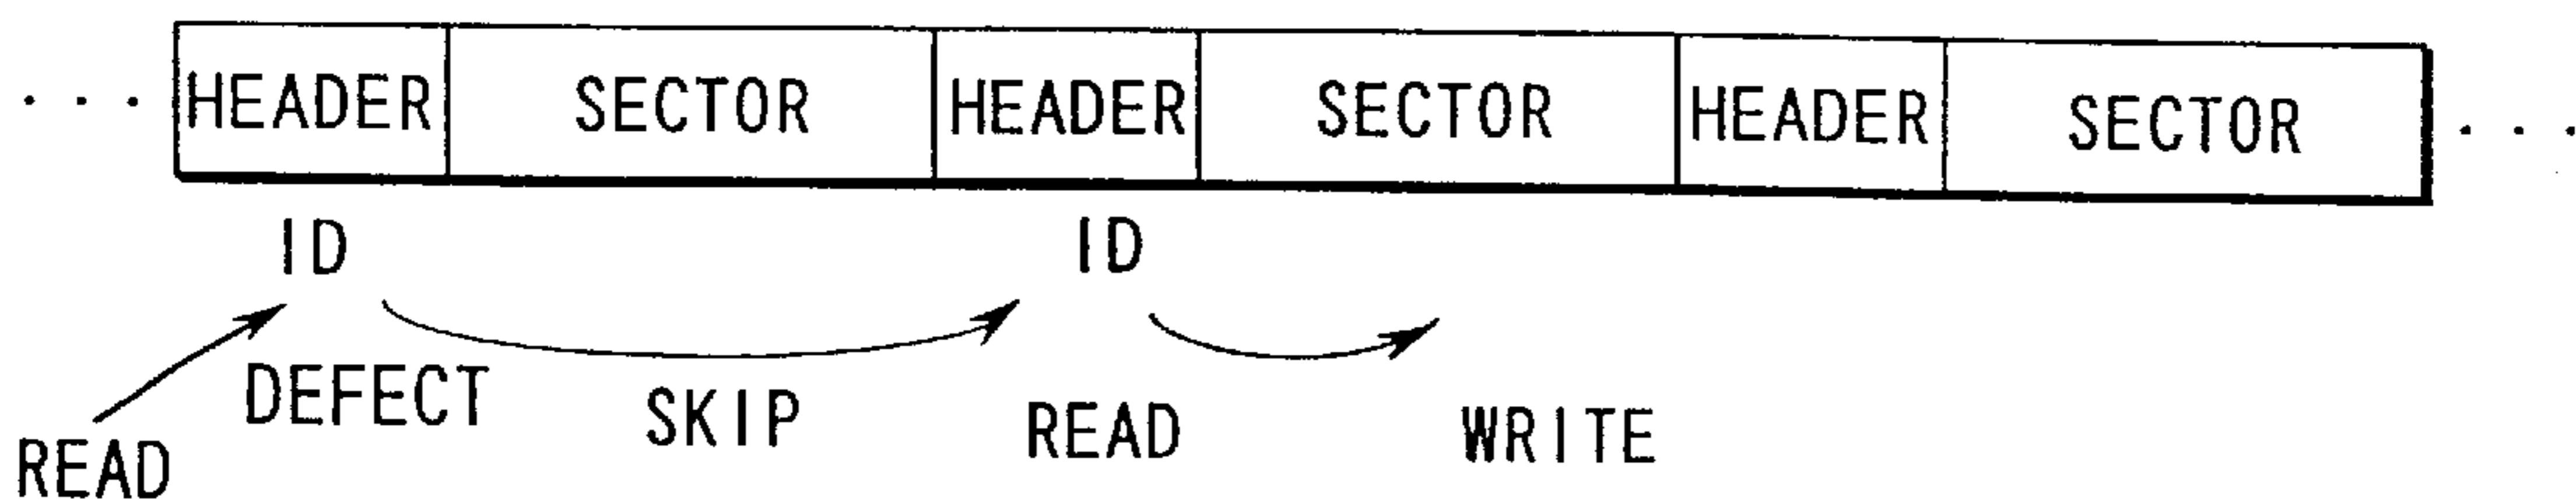 · · · HEADER SECTOR HEADER SECTOR HEADER SECTOR · · ·
ID ID
DEFECT SKIP READ WRITE
READ